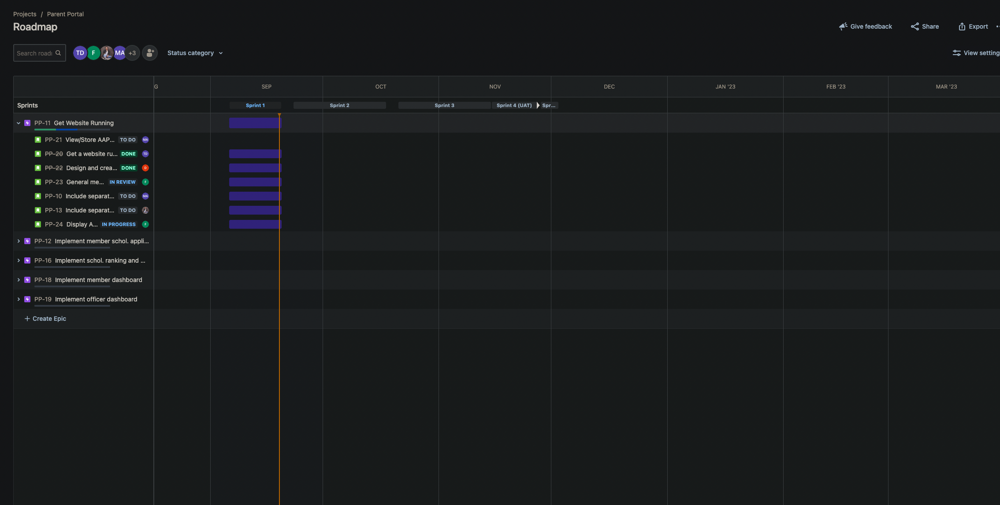 Projects / Parent Portal
Roadmap
Give feedback
Share
Export
Search road
TD F MA +3
Status category
View setting
G SEP OCT NOV DEC JAN '23 FEB '23 MAR '23
Sprints
Sprint 1 Sprint 2 Sprint 3 Sprint 4 (UAT) Spr...
PP-11 Get Website Running
PP-21 View/Store AAP... TO DO MA
PP-20 Get a website ru... DONE TD
PP-22 Design and crea... DONE D
PP-23 General me... IN REVIEW F
PP-10 Include separat... TO DO MA
PP-13 Include separat... TO DO
PP-24 Display A... IN PROGRESS F
PP-12 Implement member schol. appli...
PP-16 Implement schol. ranking and ...
PP-18 Implement member dashboard
PP-19 Implement officer dashboard
+ Create Epic